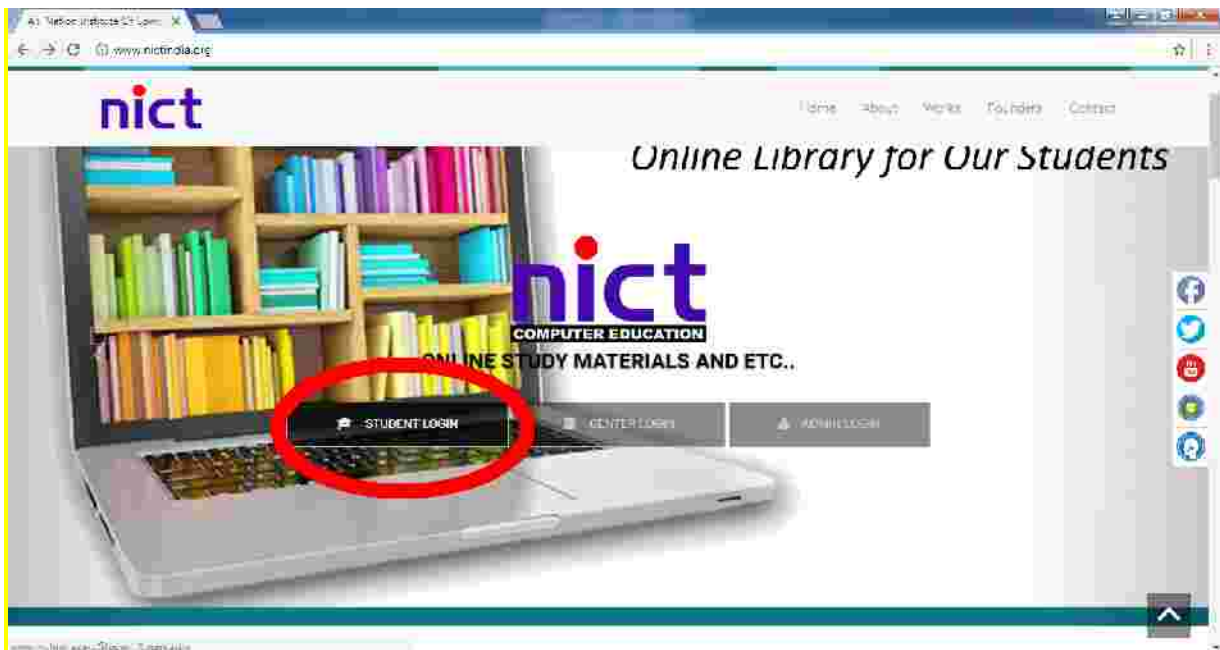 www.nictindia.org
nict
Home About Works Founders Contact
Online Library for Our Students
nict
COMPUTER EDUCATION
ONLINE STUDY MATERIALS AND ETC..
STUDENT LOGIN CENTER LOGIN ADMIN LOGIN